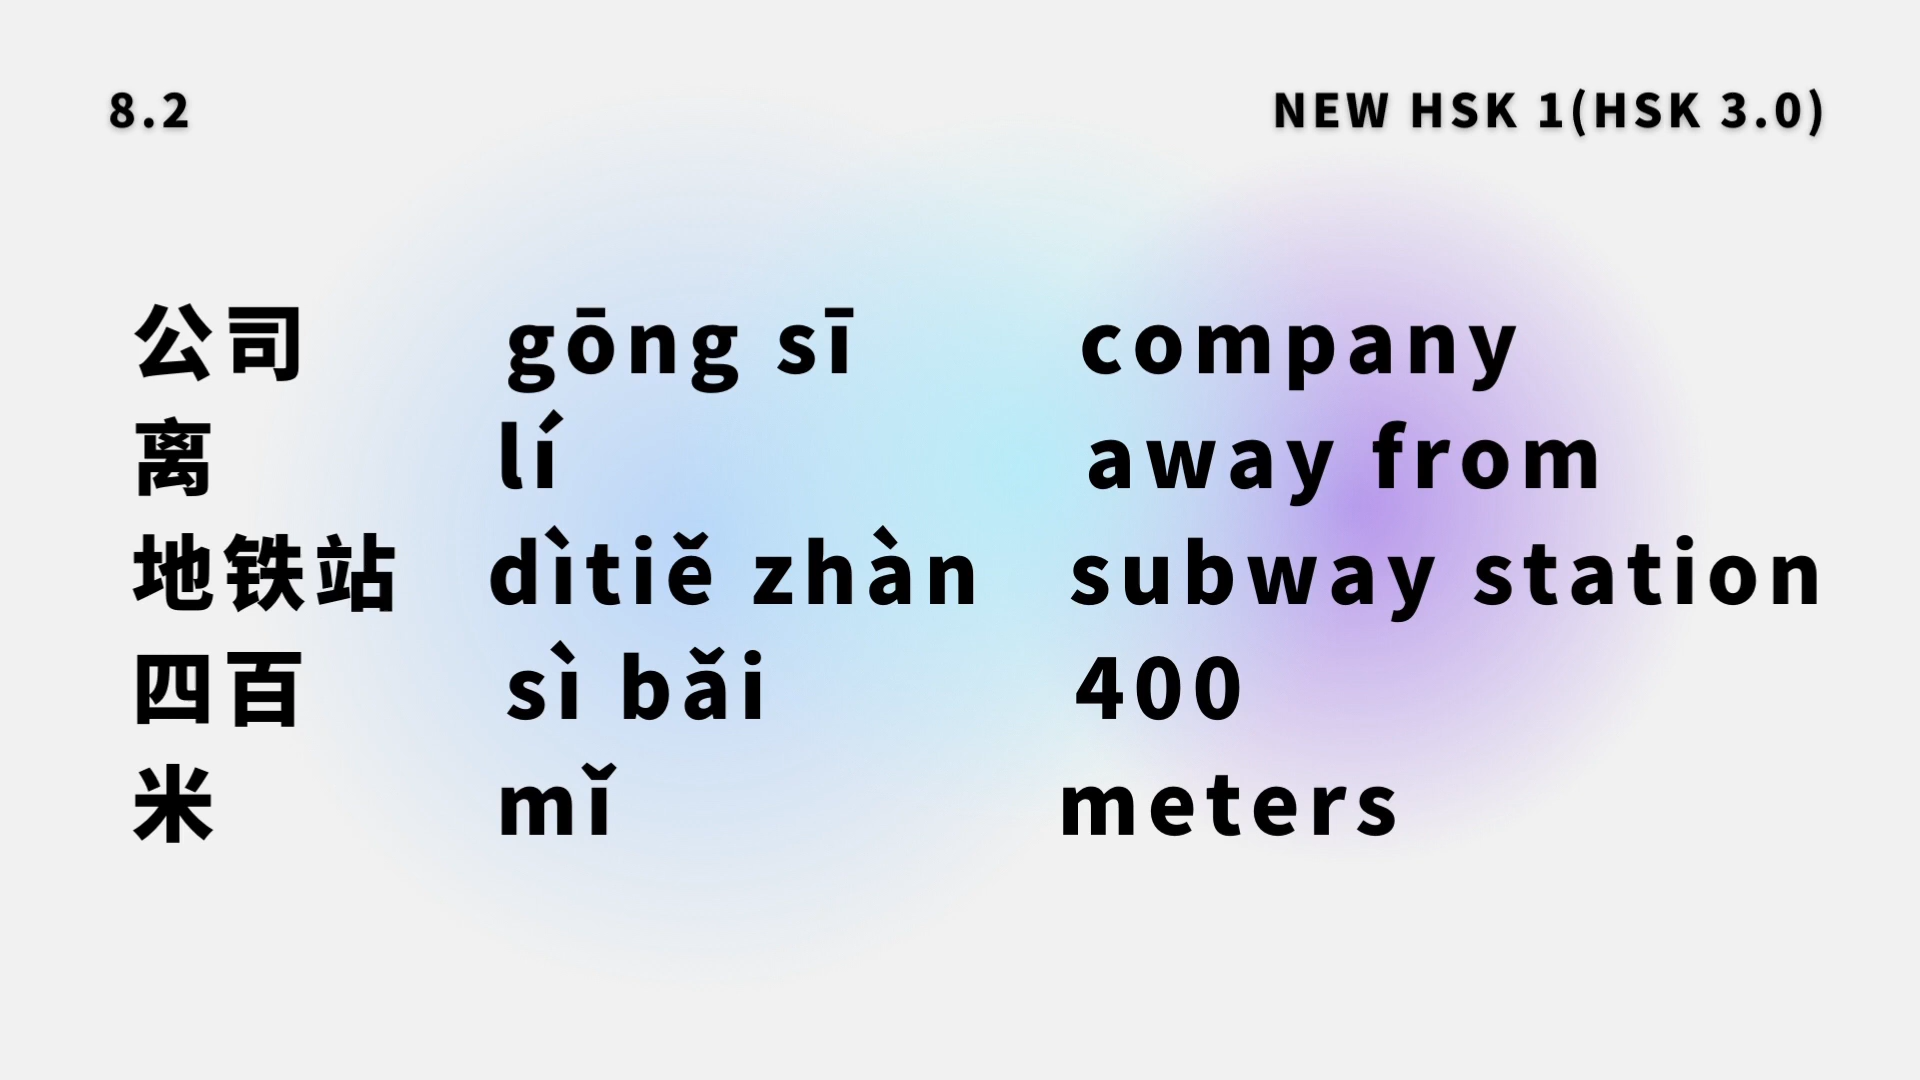 8.2 NEW HSK 1(HSK 3.0)
公司 gōng sī company
离 lí away from
地铁站 dìtiě zhàn subway station
四百 sì bǎi 400
米 mǐ meters